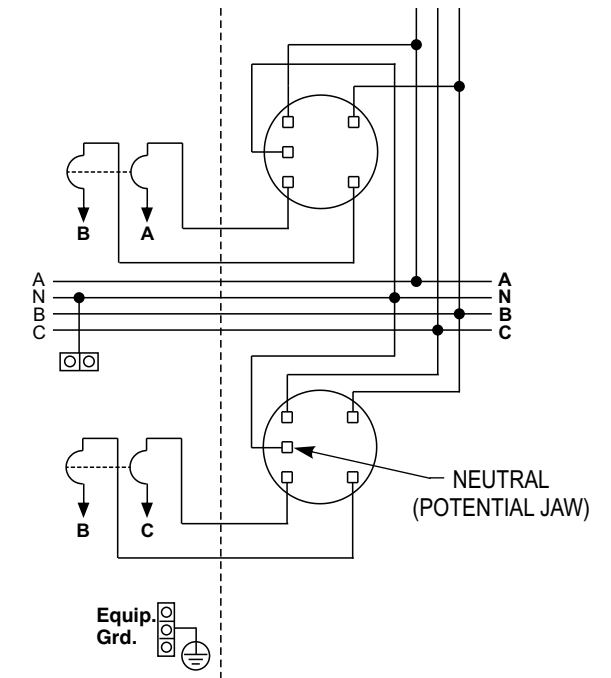 B A
A A
N N
B B
C C
NEUTRAL
(POTENTIAL JAW)
B C
Equip.
Grd.